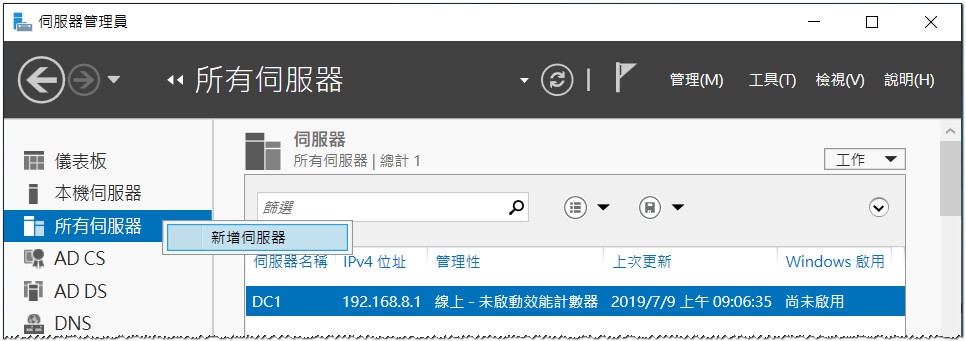 伺服器管理員
所有伺服器
管理(M) 工具(T) 檢視(V) 說明(H)
儀表板
本機伺服器
所有伺服器
AD CS
AD DS
DNS
新增伺服器
伺服器
所有伺服器 | 總計 1
工作
篩選
伺服器名稱 IPv4 位址 管理性 上次更新 Windows 啟用
DC1 192.168.8.1 線上 - 未啟動效能計數器 2019/7/9 上午 09:06:35 尚未啟用